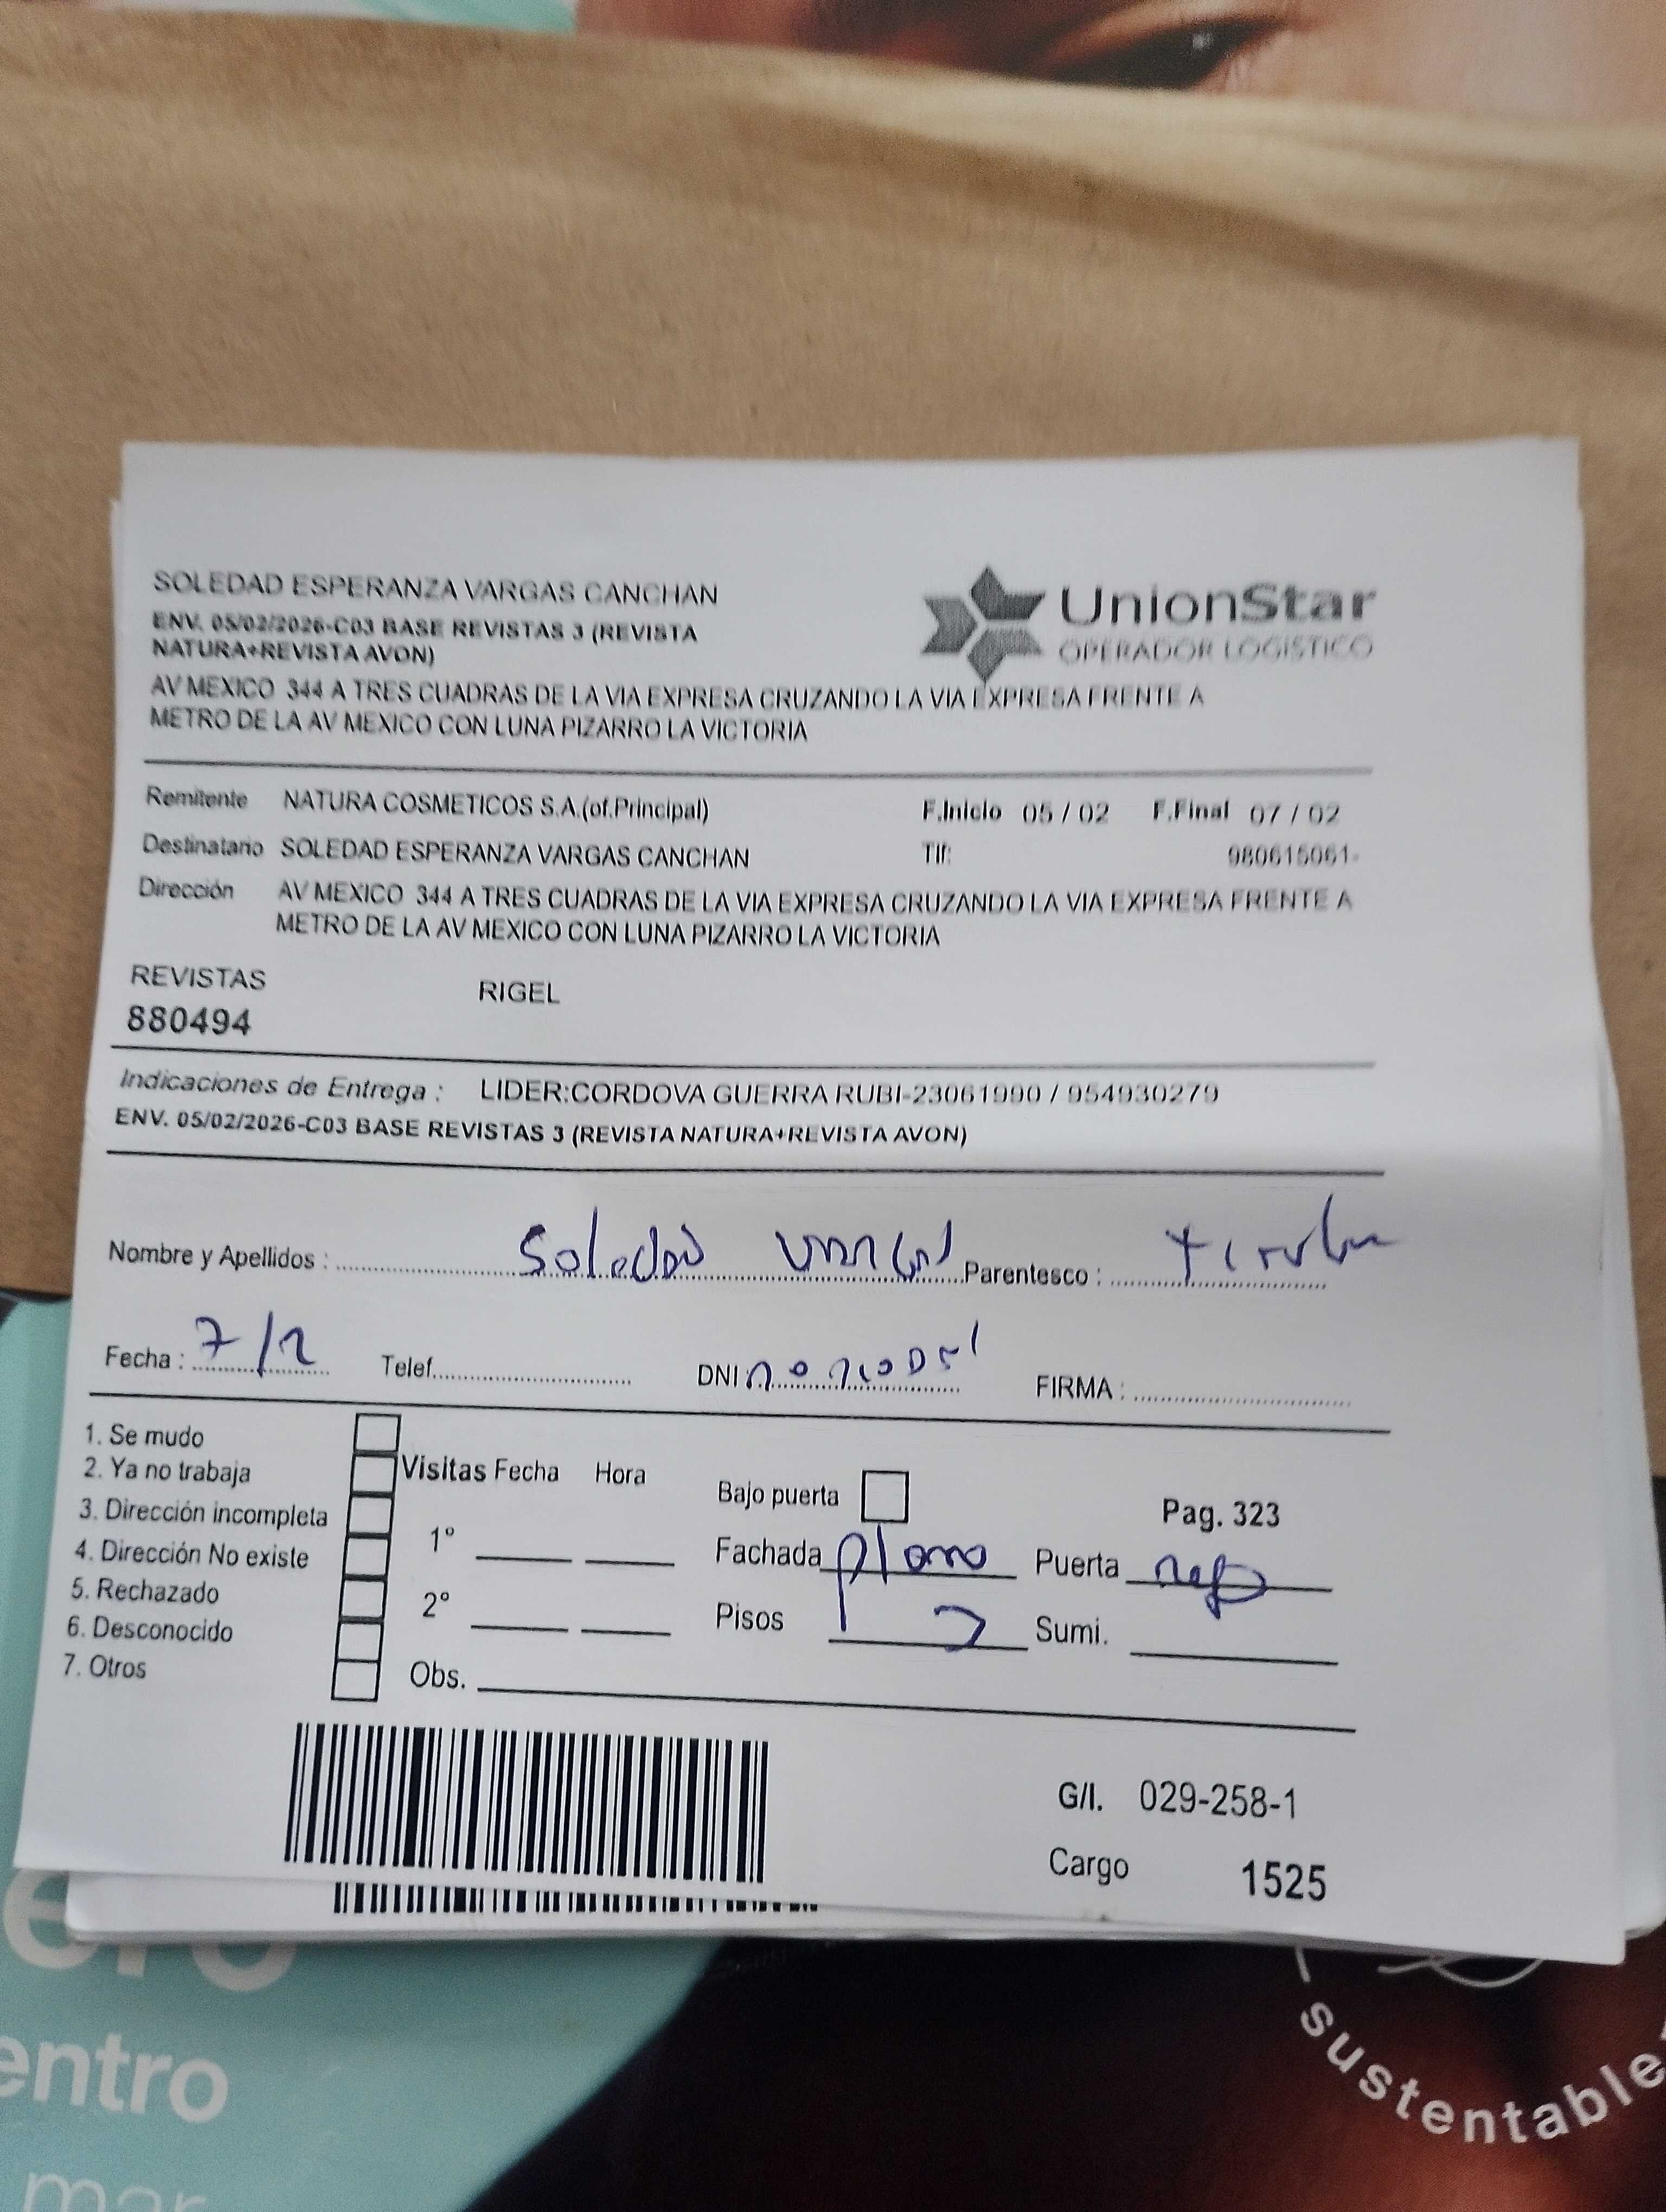 SOLEDAD ESPERANZA VARGAS CANCHAN
ENV. 05/02/2026-C03 BASE REVISTAS 3 (REVISTA
NATURA+REVISTA AVON)
UnionStar
OPERADOR LOGÍSTICO
AV MEXICO 344 A TRES CUADRAS DE LA VIA EXPRESA CRUZANDO LA VIA EXPRESA FRENTE A
METRO DE LA AV MEXICO CON LUNA PIZARRO LA VICTORIA
Remitente NATURA COSMETICOS S.A.(of.Principal) F.Inicio 05 / 02 F.Final 07 / 02
Destinatario SOLEDAD ESPERANZA VARGAS CANCHAN Tlf: 980615061-
Dirección AV MEXICO 344 A TRES CUADRAS DE LA VIA EXPRESA CRUZANDO LA VIA EXPRESA FRENTE A
METRO DE LA AV MEXICO CON LUNA PIZARRO LA VICTORIA
REVISTAS RIGEL
880494
Indicaciones de Entrega : LIDER:CORDOVA GUERRA RUBI-23061990 / 954930279
ENV. 05/02/2026-C03 BASE REVISTAS 3 (REVISTA NATURA+REVISTA AVON)
Nombre y Apellidos : Soledad Parentesco :
Fecha : 7/2 Telef. DNI FIRMA :
1. Se mudo
2. Ya no trabaja
3. Dirección incompleta
4. Dirección No existe
5. Rechazado
6. Desconocido
7. Otros
Visitas Fecha Hora
1°
2°
Obs.
Bajo puerta
Pag. 323
Fachada plomo Puerta
Pisos 2 Sumi.
G/I. 029-258-1
Cargo 1525
ero
entro
mar
sustentable